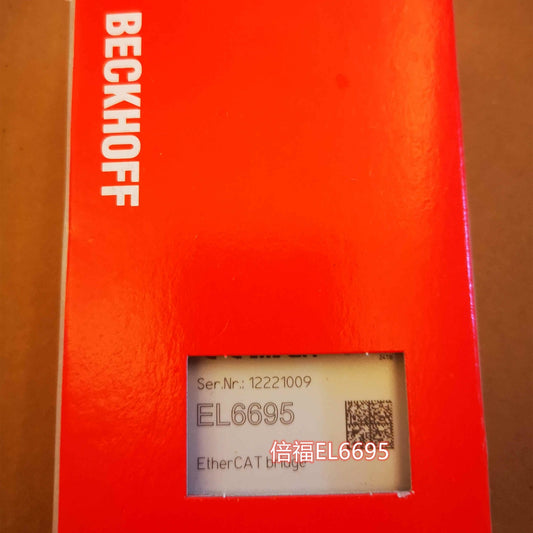 BECKHOFF
Ser.Nr.: 12221009
EL6695
倍福EL6695
EtherCAT bridge